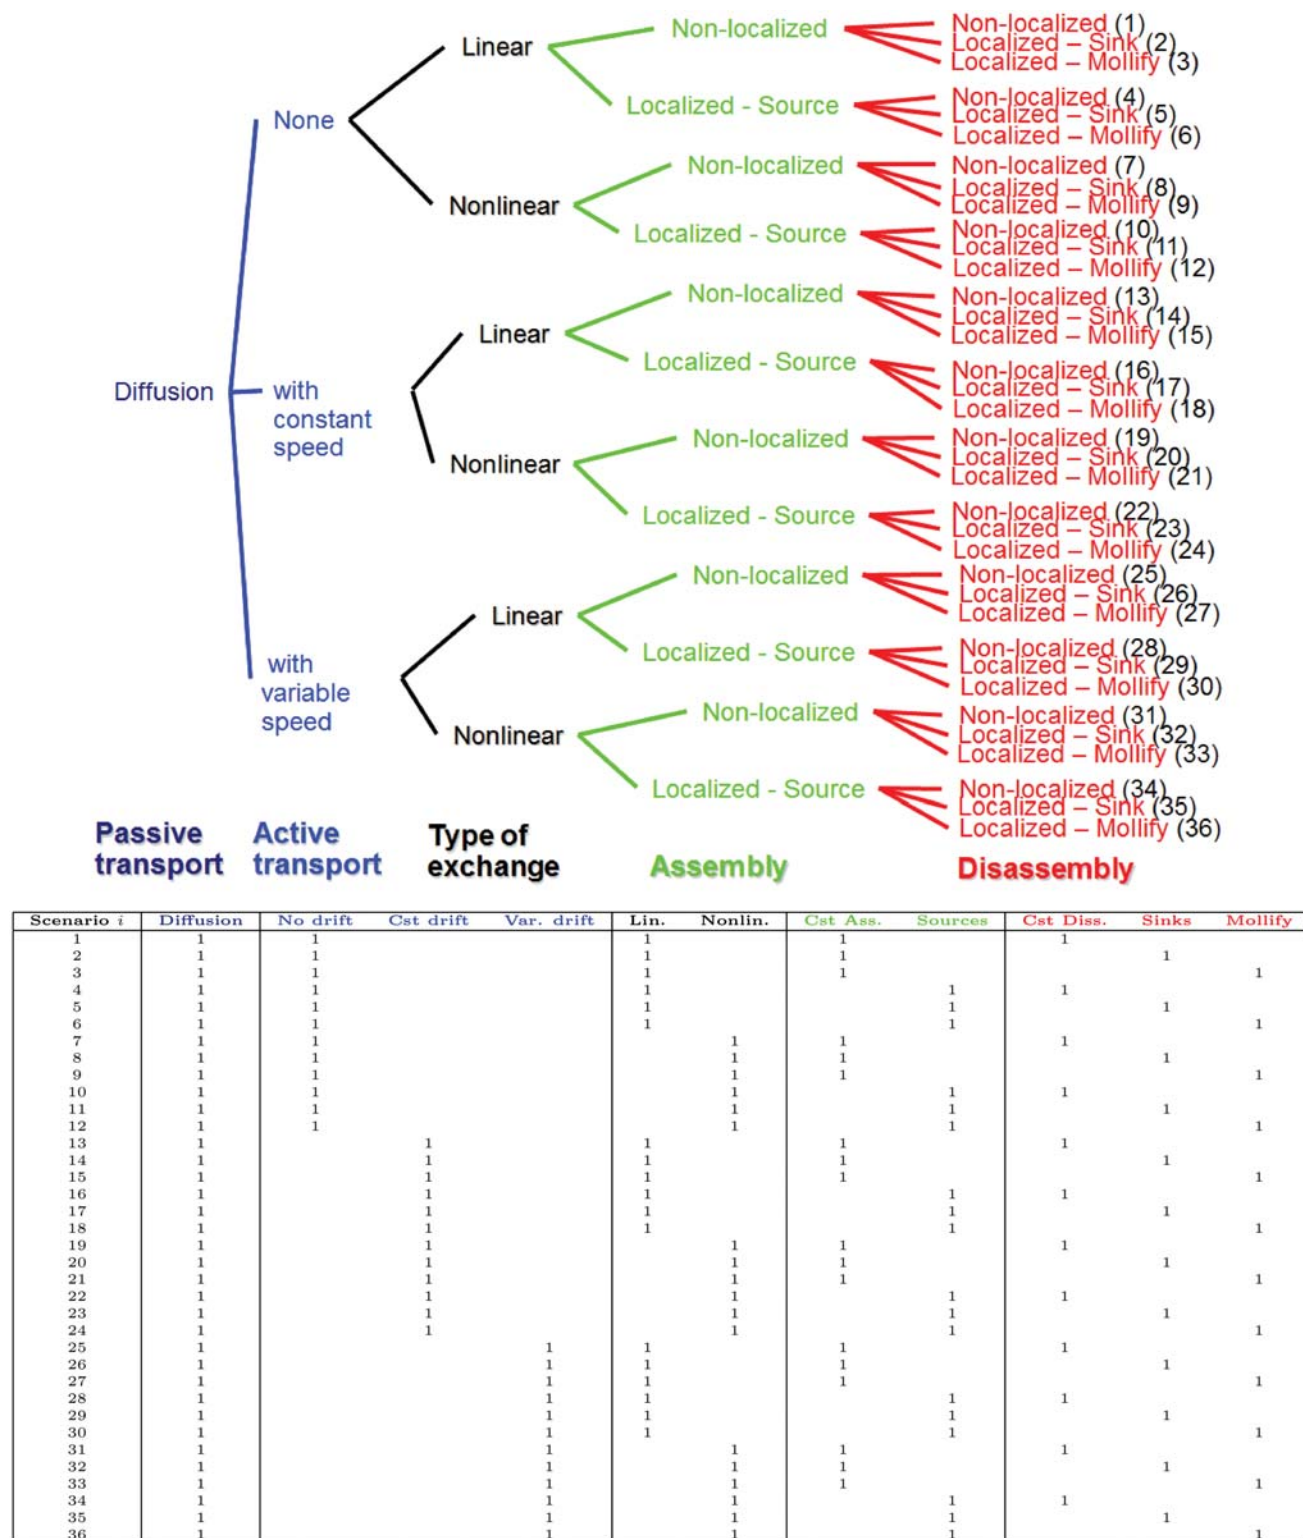 Non-localized (1)
Linear
Non-localized
Localized – Sink (2)
Localized – Mollify (3)
None
Localized - Source
Non-localized (4)
Localized – Sink (5)
Localized – Mollify (6)
Nonlinear
Non-localized
Non-localized (7)
Localized – Sink (8)
Localized – Mollify (9)
Localized - Source
Non-localized (10)
Localized – Sink (11)
Localized – Mollify (12)
Linear
Non-localized
Non-localized (13)
Localized – Sink (14)
Localized – Mollify (15)
Localized - Source
Non-localized (16)
Localized – Sink (17)
Localized – Mollify (18)
Diffusion
with
constant
speed
Nonlinear
Non-localized
Non-localized (19)
Localized – Sink (20)
Localized – Mollify (21)
Localized - Source
Non-localized (22)
Localized – Sink (23)
Localized – Mollify (24)
Linear
Non-localized
Non-localized (25)
Localized – Sink (26)
Localized – Mollify (27)
Localized - Source
Non-localized (28)
Localized – Sink (29)
Localized – Mollify (30)
with
variable
speed
Nonlinear
Non-localized
Non-localized (31)
Localized – Sink (32)
Localized – Mollify (33)
Localized - Source
Non-localized (34)
Localized – Sink (35)
Localized – Mollify (36)
Passive
transport
Active
transport
Type of
exchange
Assembly
Disassembly
Scenario i Diffusion No drift Cst drift Var. drift Lin. Nonlin. Cst Ass. Sources Cst Diss. Sinks Mollify
1 1 1 1 1 1
2 1 1 1 1 1
3 1 1 1 1 1
4 1 1 1 1 1
5 1 1 1 1 1
6 1 1 1 1 1
7 1 1 1 1 1
8 1 1 1 1 1
9 1 1 1 1 1
10 1 1 1 1 1
11 1 1 1 1 1
12 1 1 1 1 1
13 1 1 1 1 1
14 1 1 1 1 1
15 1 1 1 1 1
16 1 1 1 1 1
17 1 1 1 1 1
18 1 1 1 1 1
19 1 1 1 1 1
20 1 1 1 1 1
21 1 1 1 1 1
22 1 1 1 1 1
23 1 1 1 1 1
24 1 1 1 1 1
25 1 1 1 1 1
26 1 1 1 1 1
27 1 1 1 1 1
28 1 1 1 1 1
29 1 1 1 1 1
30 1 1 1 1 1
31 1 1 1 1 1
32 1 1 1 1 1
33 1 1 1 1 1
34 1 1 1 1 1
35 1 1 1 1 1
36 1 1 1 1 1